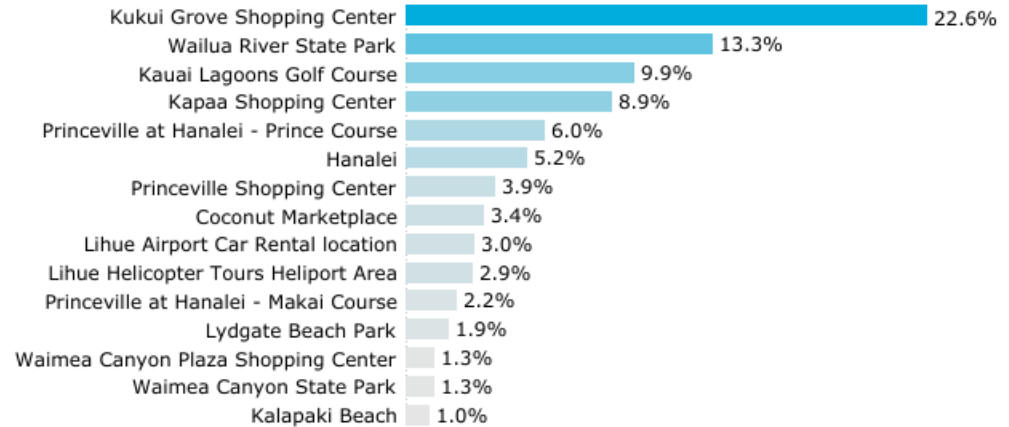 Kukui Grove Shopping Center 22.6%
Wailua River State Park 13.3%
Kauai Lagoons Golf Course 9.9%
Kapaa Shopping Center 8.9%
Princeville at Hanalei - Prince Course 6.0%
Hanalei 5.2%
Princeville Shopping Center 3.9%
Coconut Marketplace 3.4%
Lihue Airport Car Rental location 3.0%
Lihue Helicopter Tours Heliport Area 2.9%
Princeville at Hanalei - Makai Course 2.2%
Lydgate Beach Park 1.9%
Waimea Canyon Plaza Shopping Center 1.3%
Waimea Canyon State Park 1.3%
Kalapaki Beach 1.0%